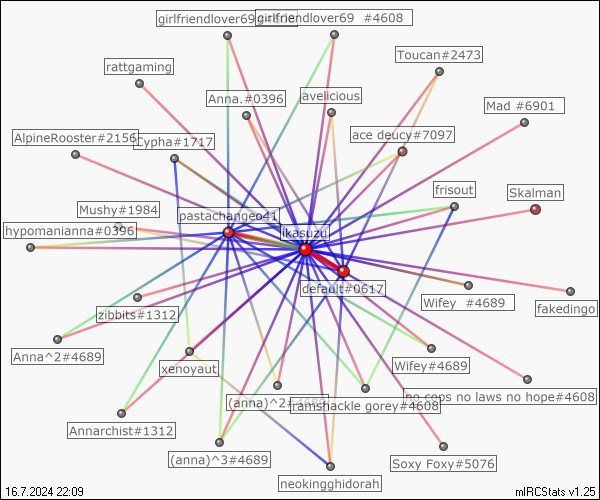 girlfriendlover69
girlfriendlover69 #4608
Toucan#2473
rattgaming
Anna.#0396
avelicious
Mad #6901
AlpineRooster#2156
Cypha#1717
ace deucy#7097
frisout
Skalman
Mushy#1984
pastachangeo41
hypomanianna#0396
ikasuzu
default#0617
zibbits#1312
Wifey #4689
fakedingo
Anna^2#4689
xenoyaut
Wifey#4689
(anna)^2#4689
ramshackle gorey#4608
no cops no laws no hope#4608
Annarchist#1312
(anna)^3#4689
Soxy Foxy#5076
neokingghidorah
16.7.2024 22:09
mIRCStats v1.25